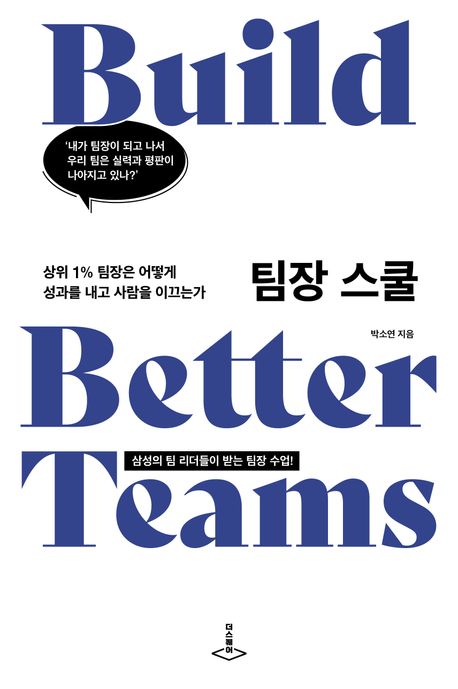 Build
‘내가 팀장이 되고 나서
우리 팀은 실력과 평판이
나아지고 있나?’
상위 1% 팀장은 어떻게
성과를 내고 사람을 이끄는가
팀장 스쿨
박소연 지음
Better
삼성의 팀 리더들이 받는 팀장 수업!
Teams
더스퀘어